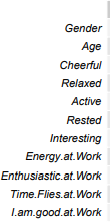 Gender
Age
Cheerful
Relaxed
Active
Rested
Interesting
Energy.at.Work
Enthusiastic.at.Work
Time.Flies.at.Work
I.am.good.at.Work